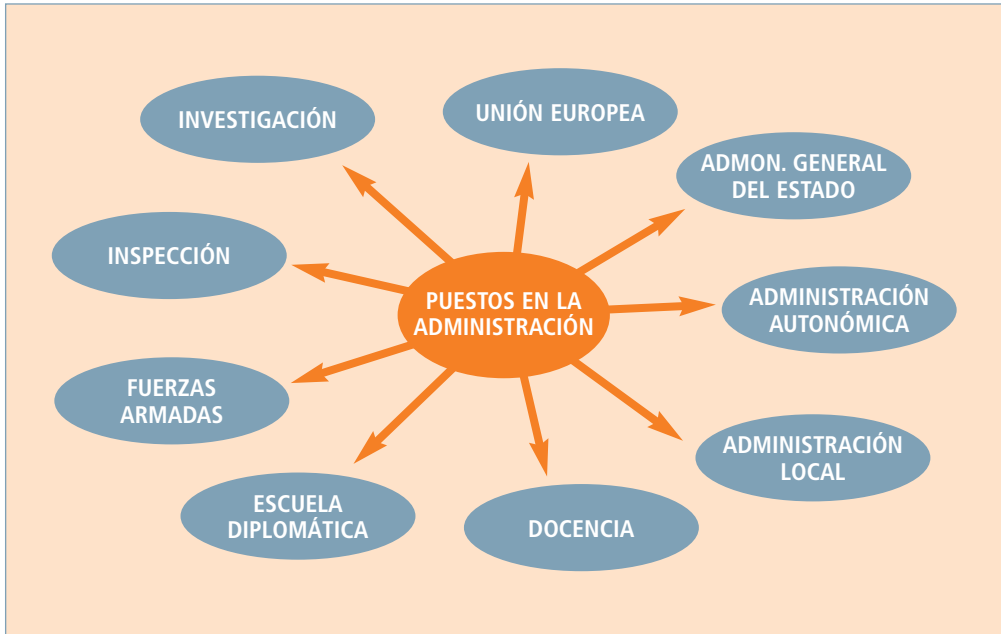 INVESTIGACIÓN
UNIÓN EUROPEA
ADMON. GENERAL
DEL ESTADO
INSPECCIÓN
PUESTOS EN LA
ADMINISTRACIÓN
ADMINISTRACIÓN
AUTONÓMICA
FUERZAS
ARMADAS
ADMINISTRACIÓN
LOCAL
ESCUELA
DIPLOMÁTICA
DOCENCIA